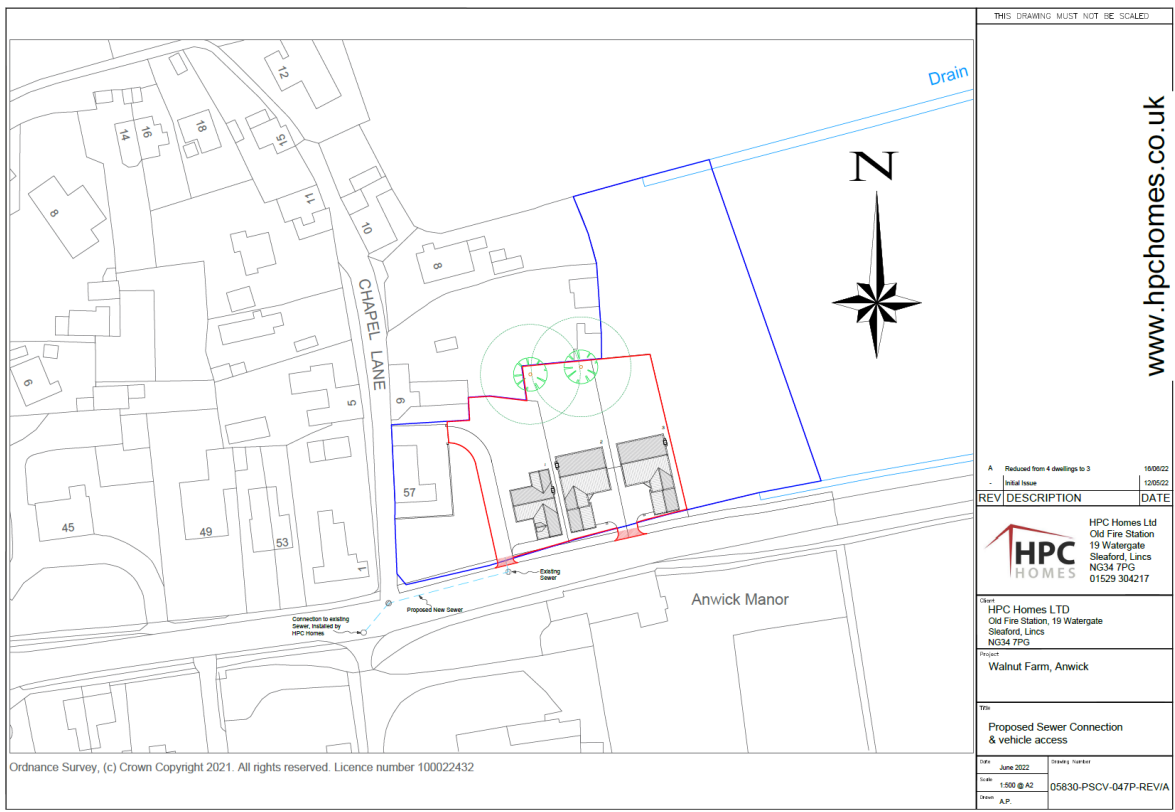 THIS DRAWING MUST NOT BE SCALED
www.hpchomes.co.uk
Drain
N
12
14
16
18
15
8
11
10
8
CHAPEL LANE
6
5
6
57
45
49
53
1
1
2
3
Existing
Sewer
Proposed New Sewer
Connection to existing
Sewer, Installed by
HPC Homes
Anwick Manor
A Reduced from 4 dwellings to 3 16/08/22
- Initial Issue 12/05/22
REV DESCRIPTION DATE
HPC
HOMES
HPC Homes Ltd
Old Fire Station
19 Watergate
Sleaford, Lincs
NG34 7PG
01529 304217
Client
HPC Homes LTD
Old Fire Station, 19 Watergate
Sleaford, Lincs
NG34 7PG
Project
Walnut Farm, Anwick
Title
Proposed Sewer Connection
& vehicle access
Date June 2022
Scale 1:500 @ A2
Drawn A.P.
Drawing Number
05830-PSCV-047P-REV/A
Ordnance Survey, (c) Crown Copyright 2021. All rights reserved. Licence number 100022432